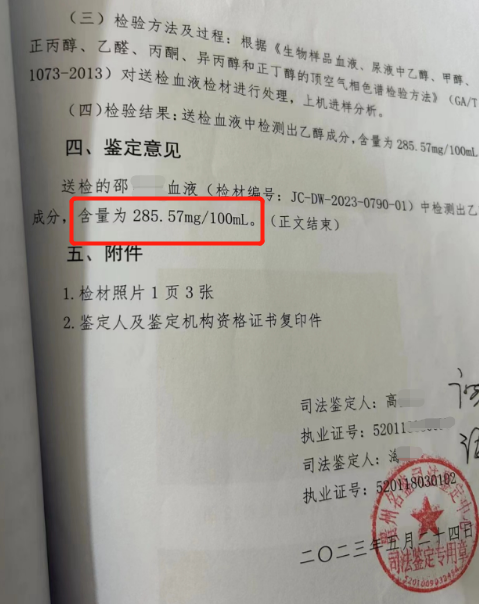 （三）检验方法及过程：根据《生物样品血液、尿液中乙醇、甲醇、
正丙醇、乙醛、丙酮、异丙醇和正丁醇的顶空气相色谱检验方法》（GA/T
1073-2013）对送检血液检材进行处理，上机进样分析。
（四）检验结果：送检血液中检测出乙醇成分，含量为 285.57mg/100mL
四、鉴定意见
送检的邵 血液（检材编号：JC-DW-2023-0790-01）中检测出乙
成分，含量为 285.57mg/100mL。（正文结束）
五、附件
1.检材照片 1 页 3 张
2.鉴定人及鉴定机构资格证书复印件
司法鉴定人：高
执业证号：52011
司法鉴定人：
执业证号：520118030102
二〇二三年五月二十四日
司法鉴定专用章